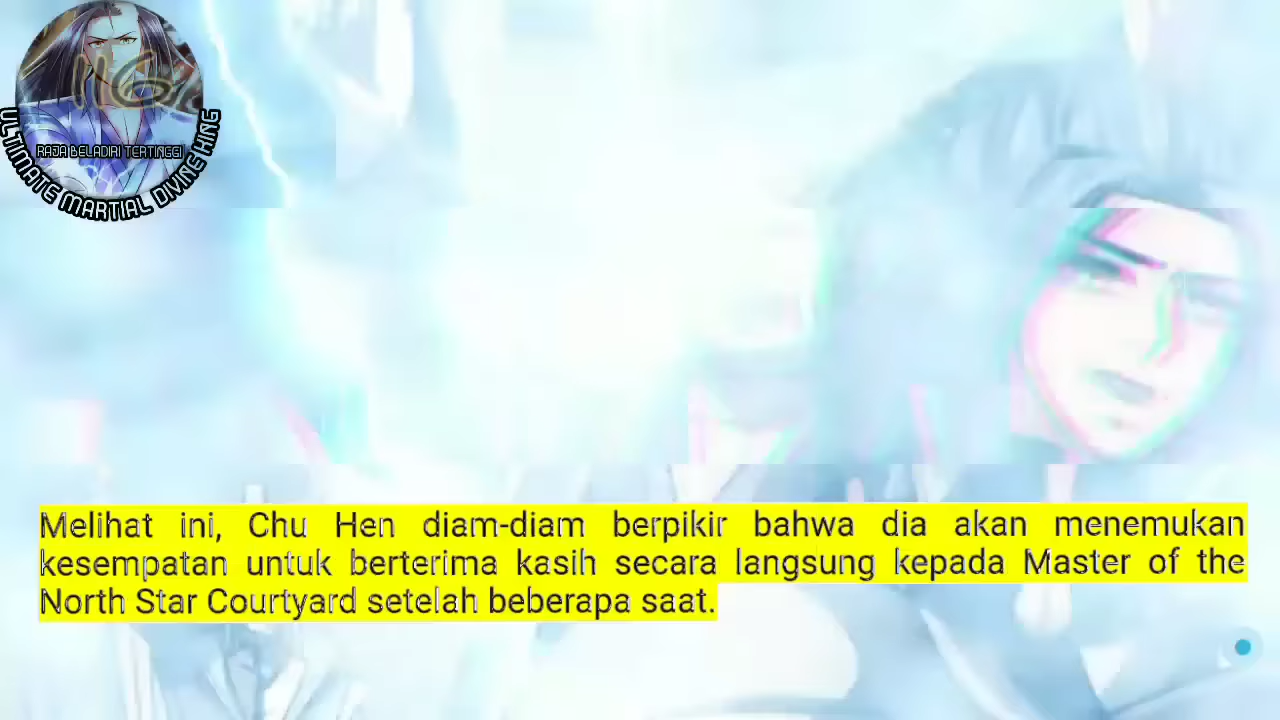 RAJA BELADIRI TERTINGGI
ULTIMATE MARTIAL DIVINE KING
Melihat ini, Chu Hen diam-diam berpikir bahwa dia akan menemukan
kesempatan untuk berterima kasih secara langsung kepada Master of the
North Star Courtyard setelah beberapa saat.